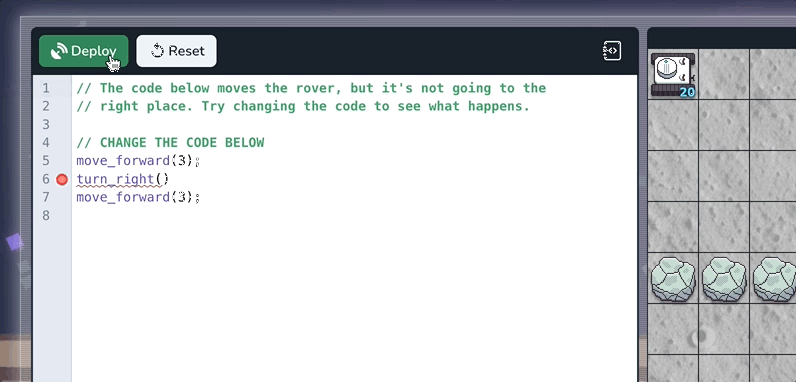 Deploy Reset
1 // The code below moves the rover, but it's not going to the
2 // right place. Try changing the code to see what happens.
3
4 // CHANGE THE CODE BELOW
5 move_forward(3);
6 turn_right()
7 move_forward(3);
8
20